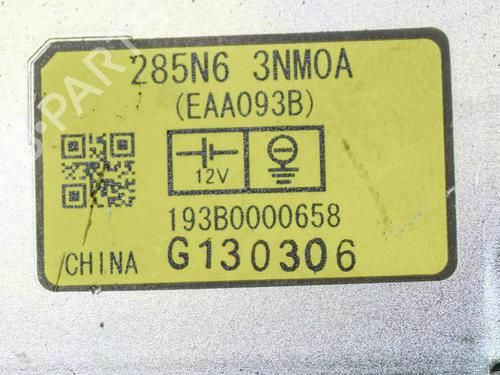 285N6 3NM0A
(EAA093B)
12V
193B0000658
CHINA G130306